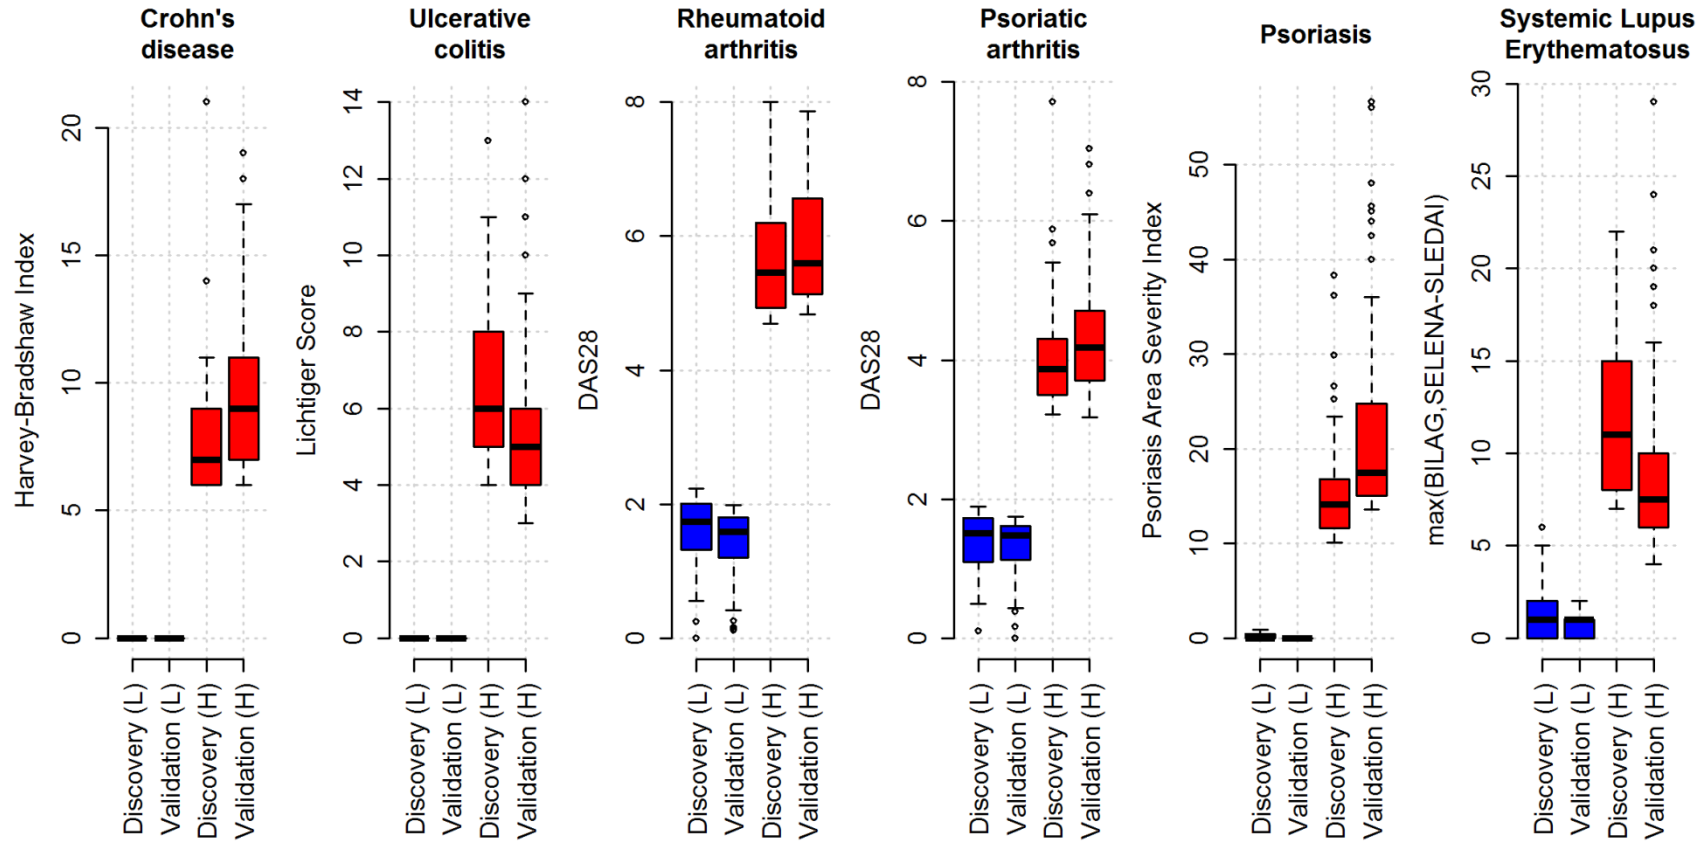 Crohn's
disease
Harvey-Bradshaw Index
20
15
10
5
0
Discovery (L)
Validation (L)
Discovery (H)
Validation (H)
Ulcerative
colitis
Lichtiger Score
14
12
10
8
6
4
2
0
Discovery (L)
Validation (L)
Discovery (H)
Validation (H)
Rheumatoid
arthritis
DAS28
8
6
4
2
0
Discovery (L)
Validation (L)
Discovery (H)
Validation (H)
Psoriatic
arthritis
DAS28
8
6
4
2
0
Discovery (L)
Validation (L)
Discovery (H)
Validation (H)
Psoriasis
Psoriasis Area Severity Index
50
40
30
20
10
0
Discovery (L)
Validation (L)
Discovery (H)
Validation (H)
Systemic Lupus
Erythematosus
max(BILAG,SELENA-SLEDAI)
30
25
20
15
10
5
0
Discovery (L)
Validation (L)
Discovery (H)
Validation (H)